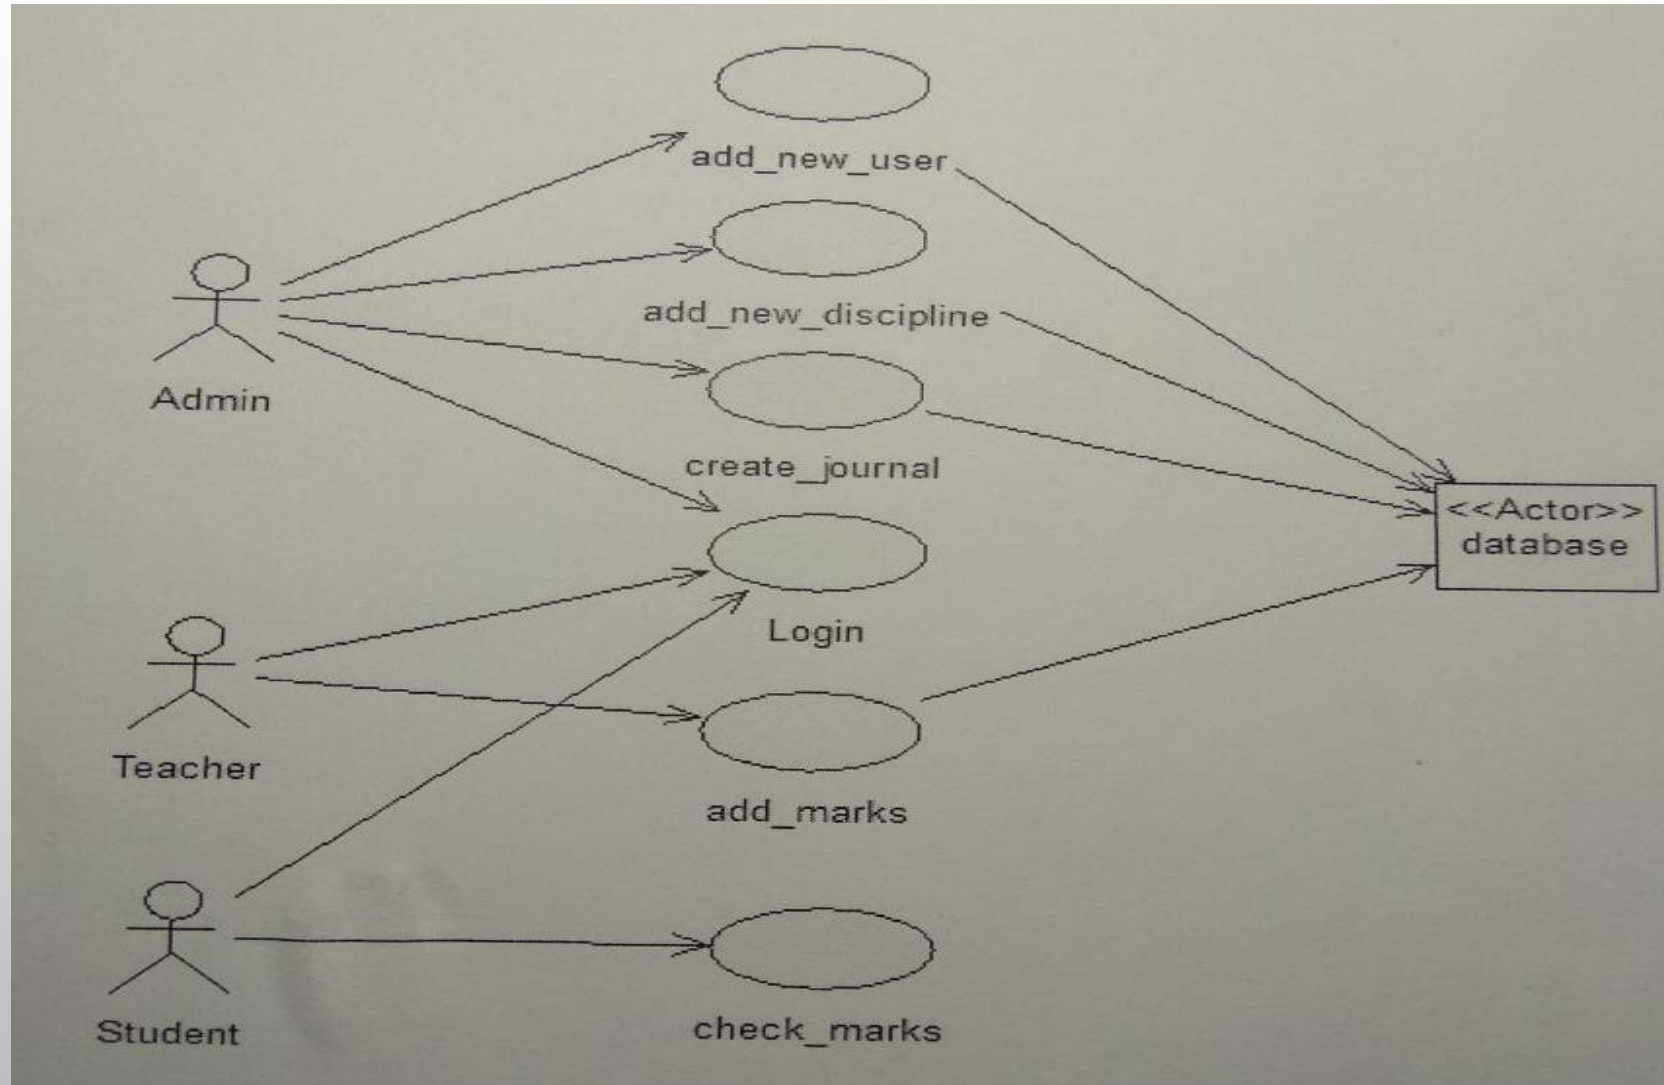 add_new_user
add_new_discipline
Admin
create_journal
<<Actor>>
database
Login
Teacher
add_marks
Student
check_marks